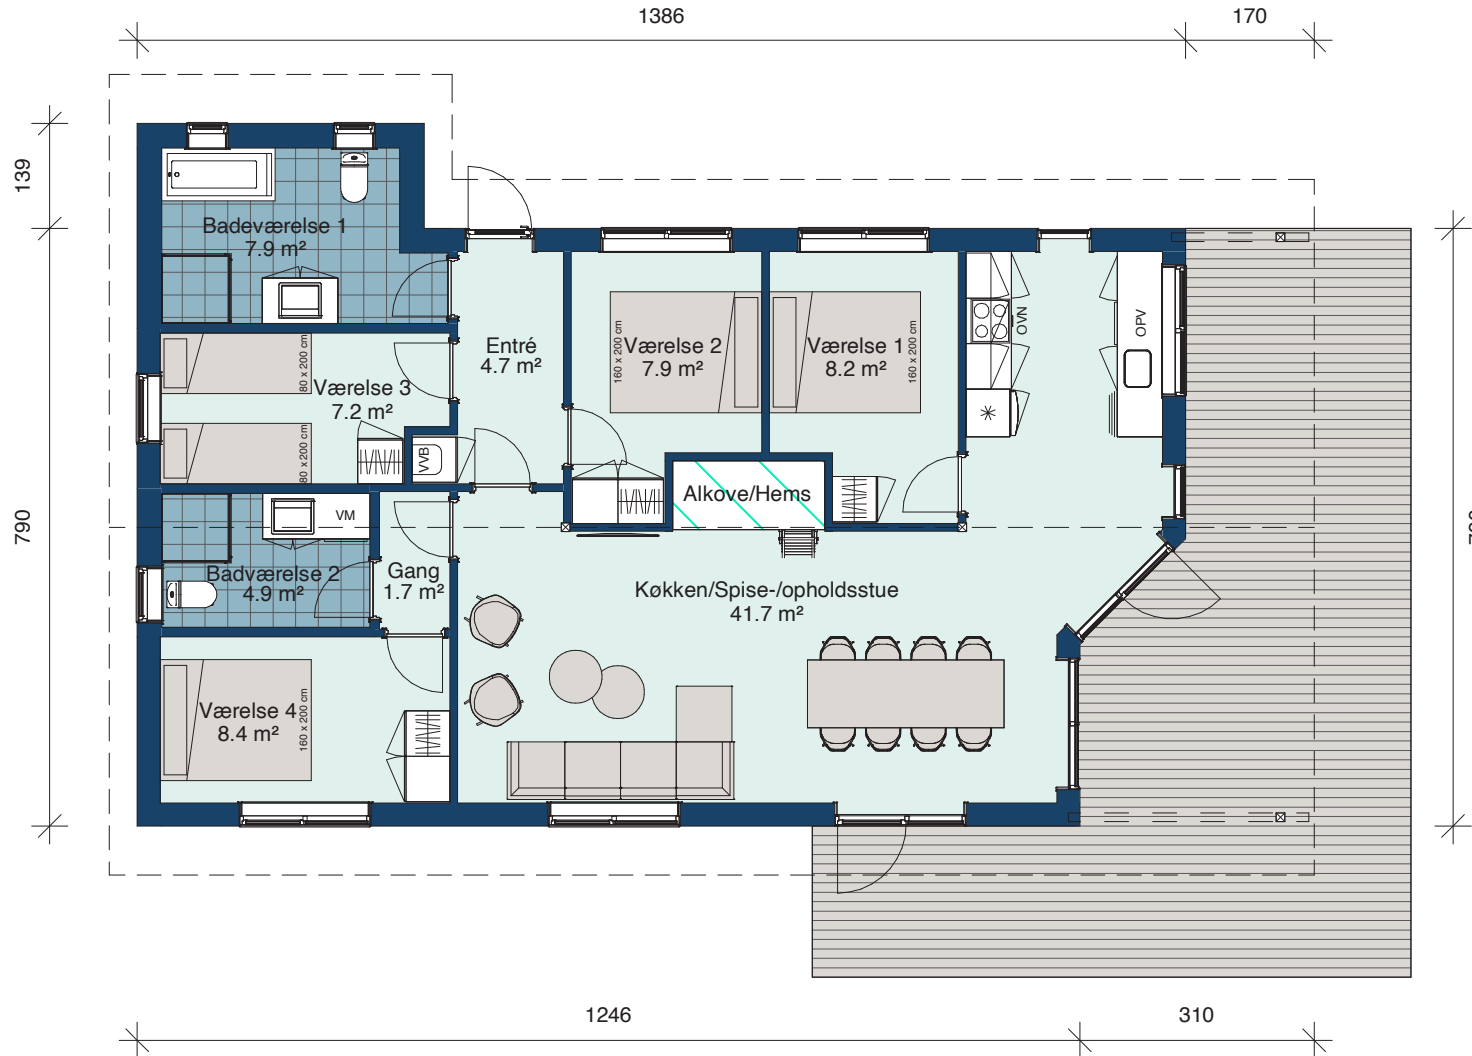 1386
170
139
Badeværelse 1
7.9 m²
Entré
4.7 m²
Værelse 2
7.9 m²
160 x 200 cm
Værelse 1
8.2 m²
160 x 200 cm
OVN
OPV
80 x 200 cm
Værelse 3
7.2 m²
80 x 200 cm
VVB
Alkove/Hems
790
VM
Badværelse 2
4.9 m²
Gang
1.7 m²
Køkken/Spise-/opholdsstue
41.7 m²
Værelse 4
8.4 m²
160 x 200 cm
1246
310